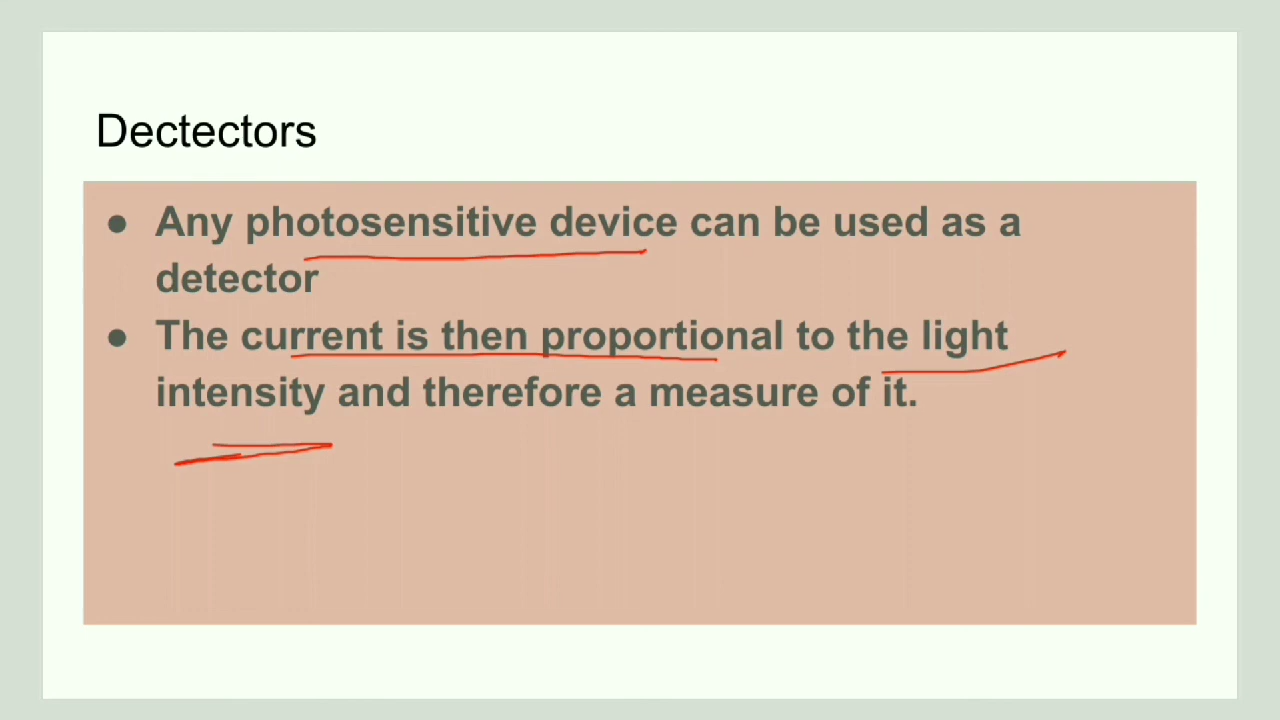 Dectectors
● Any photosensitive device can be used as a
detector
● The current is then proportional to the light
intensity and therefore a measure of it.